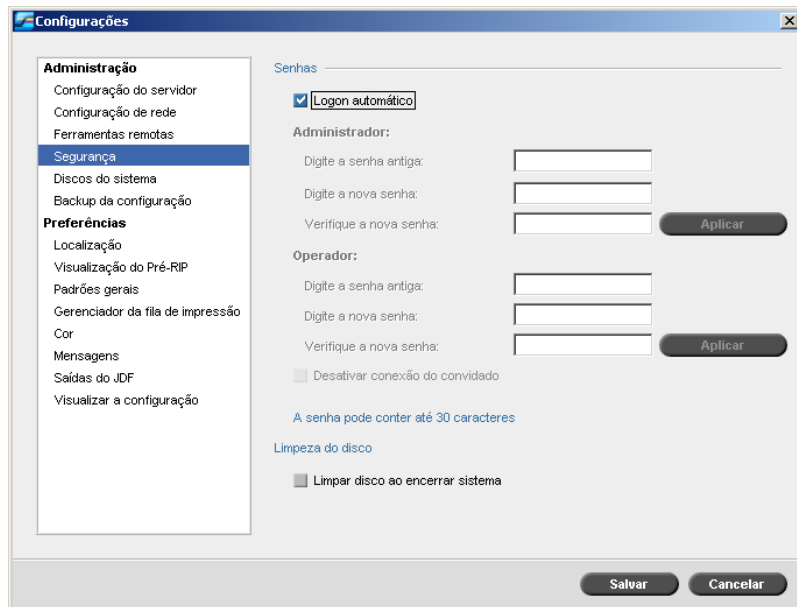 Configurações
Administração
Configuração do servidor
Configuração de rede
Ferramentas remotas
Segurança
Discos do sistema
Backup da configuração
Preferências
Localização
Visualização do Pré-RIP
Padrões gerais
Gerenciador da fila de impressão
Cor
Mensagens
Saídas do JDF
Visualizar a configuração
Senhas
Logon automático
Administrador:
Digite a senha antiga:
Digite a nova senha:
Verifique a nova senha:
Aplicar
Operador:
Digite a senha antiga:
Digite a nova senha:
Verifique a nova senha:
Aplicar
Desativar conexão do convidado
A senha pode conter até 30 caracteres
Limpeza do disco
Limpar disco ao encerrar sistema
Salvar
Cancelar